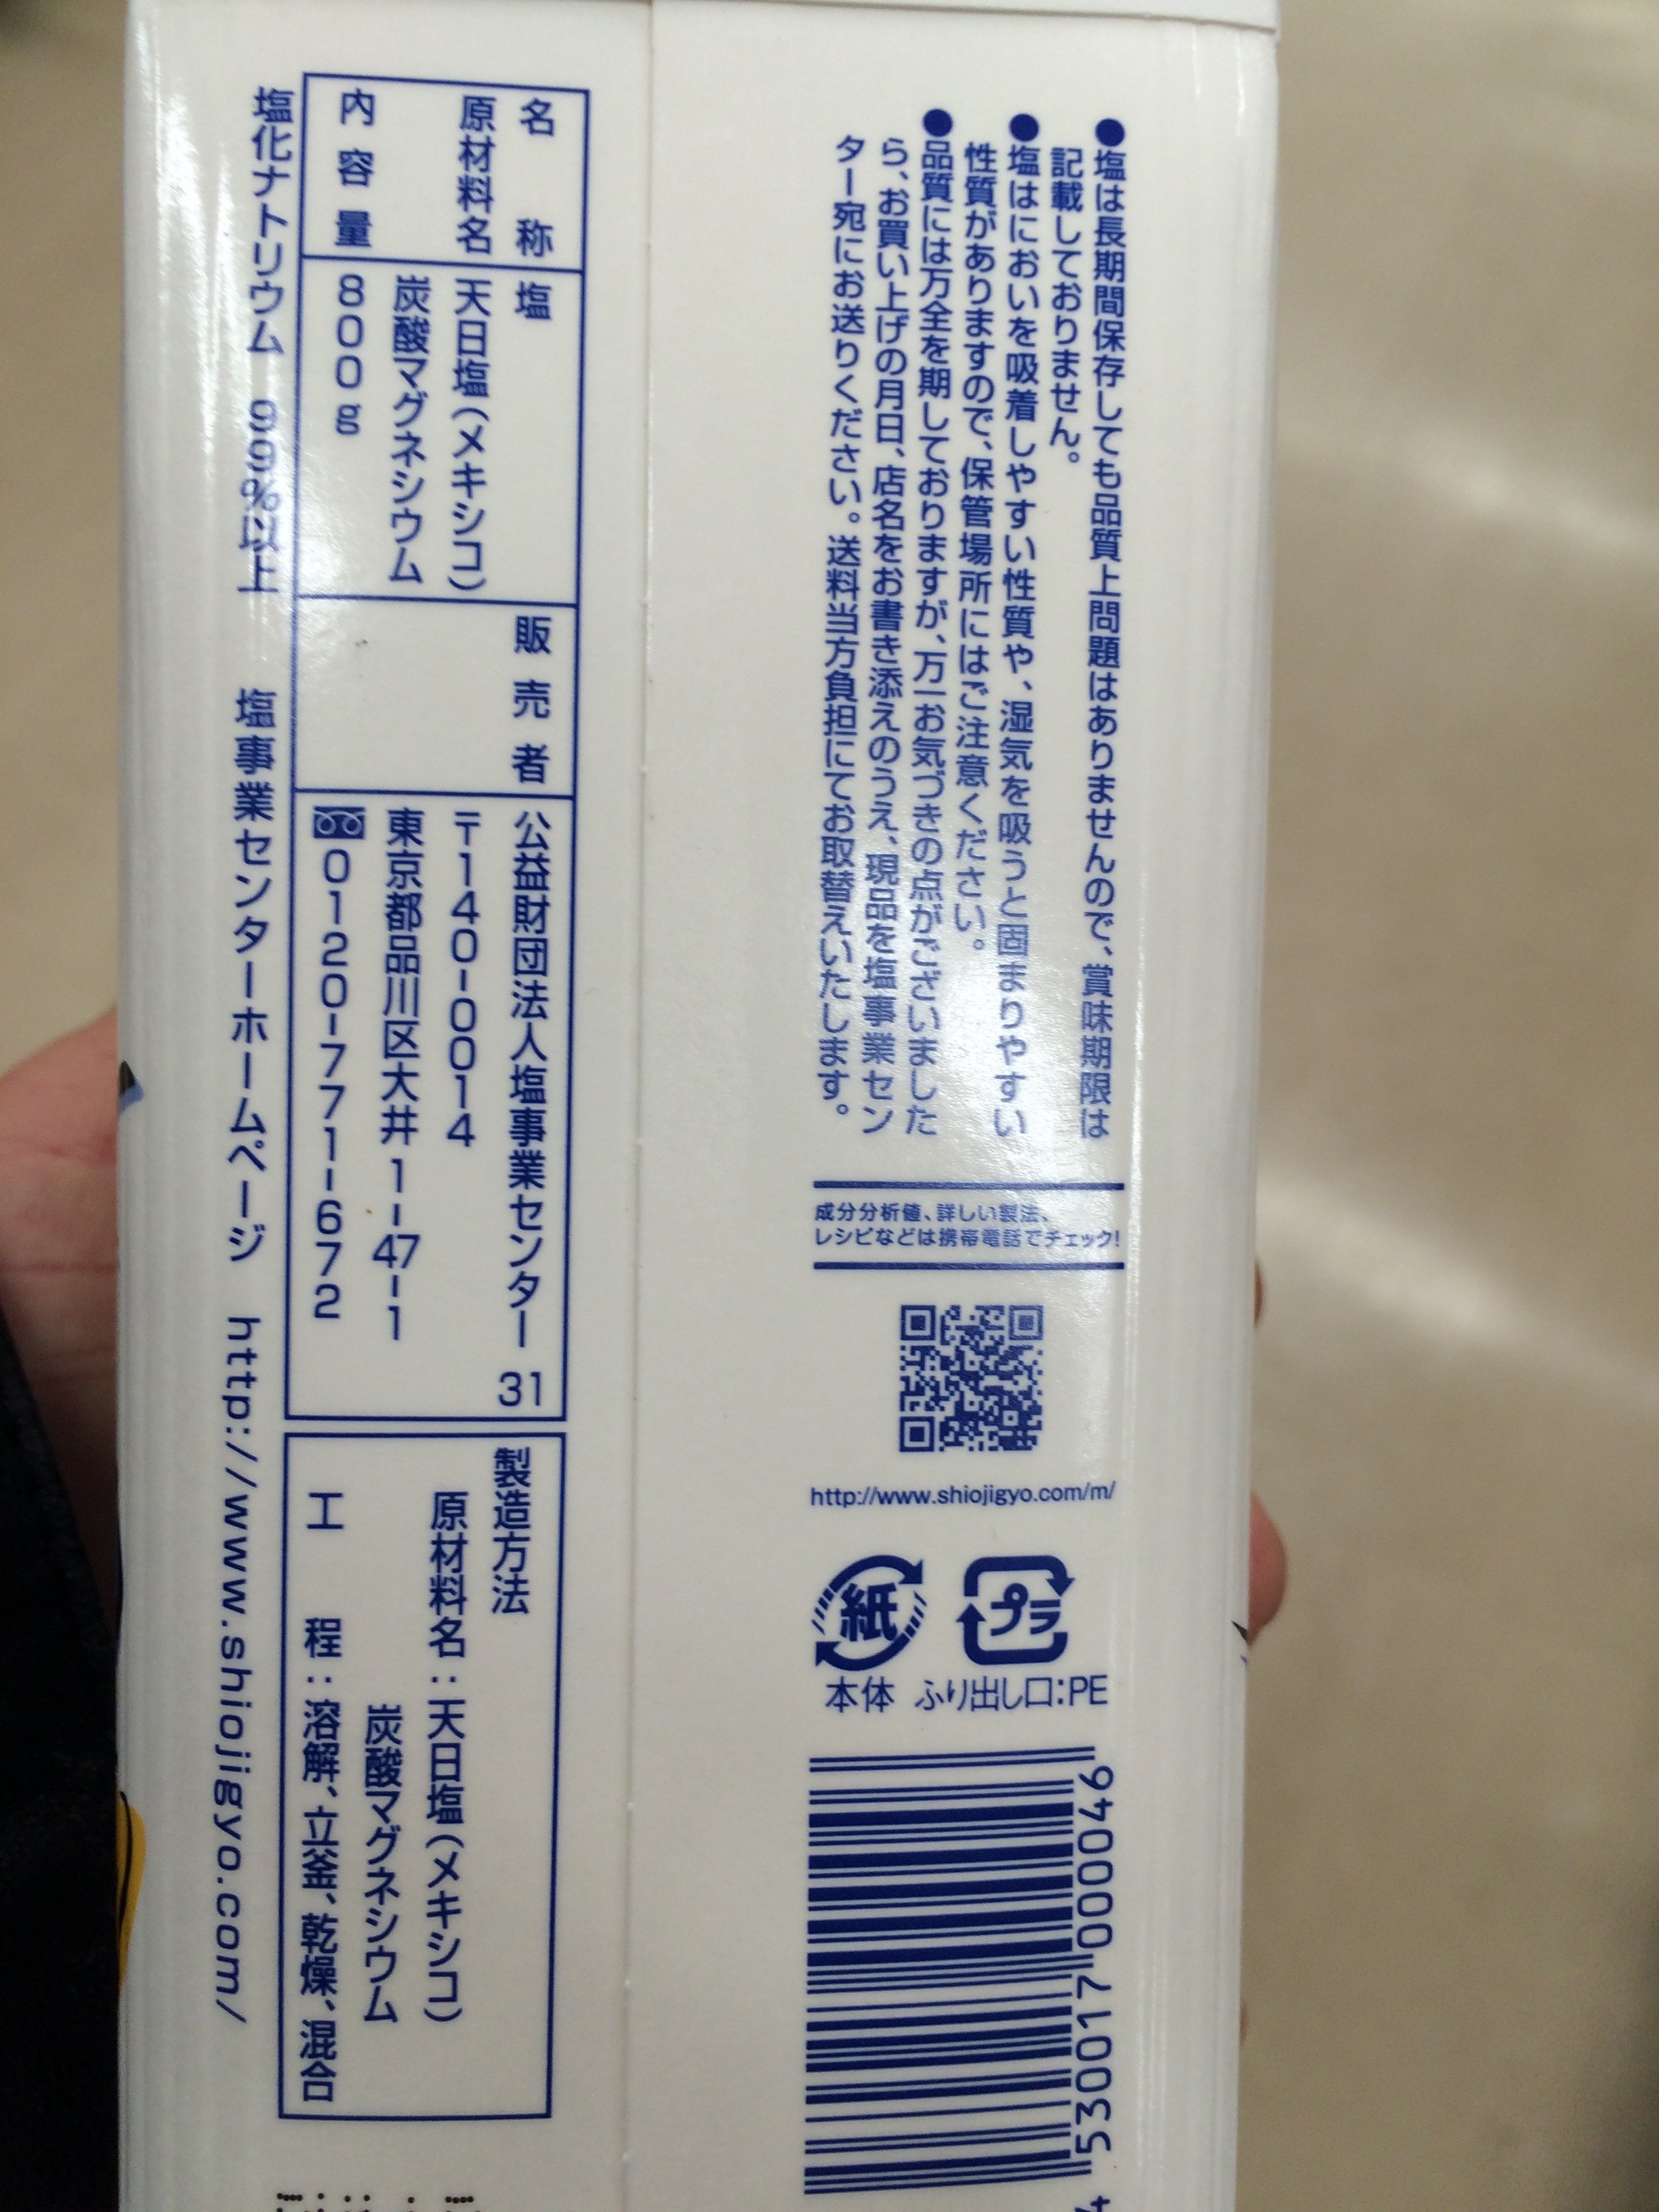 ●塩は長期間保存しても品質上問題はありませんので、賞味期限は
記載しておりません。
●塩はにおいを吸着しやすい性質や、湿気を吸うと固まりやすい
性質がありますので、保管場所にはご注意ください。
●品質には万全を期しておりますが、万一お気づきの点がございました
ら、お買い上げの月日、店名をお書き添えのうえ、現品を塩事業セン
ター宛にお送りください。送料当方負担にてお取替えいたします。
成分分析値、詳しい製法、
レシピなどは携帯電話でチェック!
http://www.shiojigyo.com/m/
紙
本体
プラ
ふり出し口:PE
4 530017 000046
名称 塩
原材料名 天日塩(メキシコ)
炭酸マグネシウム
内容量 800g
販売者 公益財団法人塩事業センター 31
〒140-0014
東京都品川区大井1-47-1
0120-771-672
製造方法
原材料名:天日塩(メキシコ)
炭酸マグネシウム
工程:溶解、立釜、乾燥、混合
塩化ナトリウム 99%以上 塩事業センターホームページ http://www.shiojigyo.com/